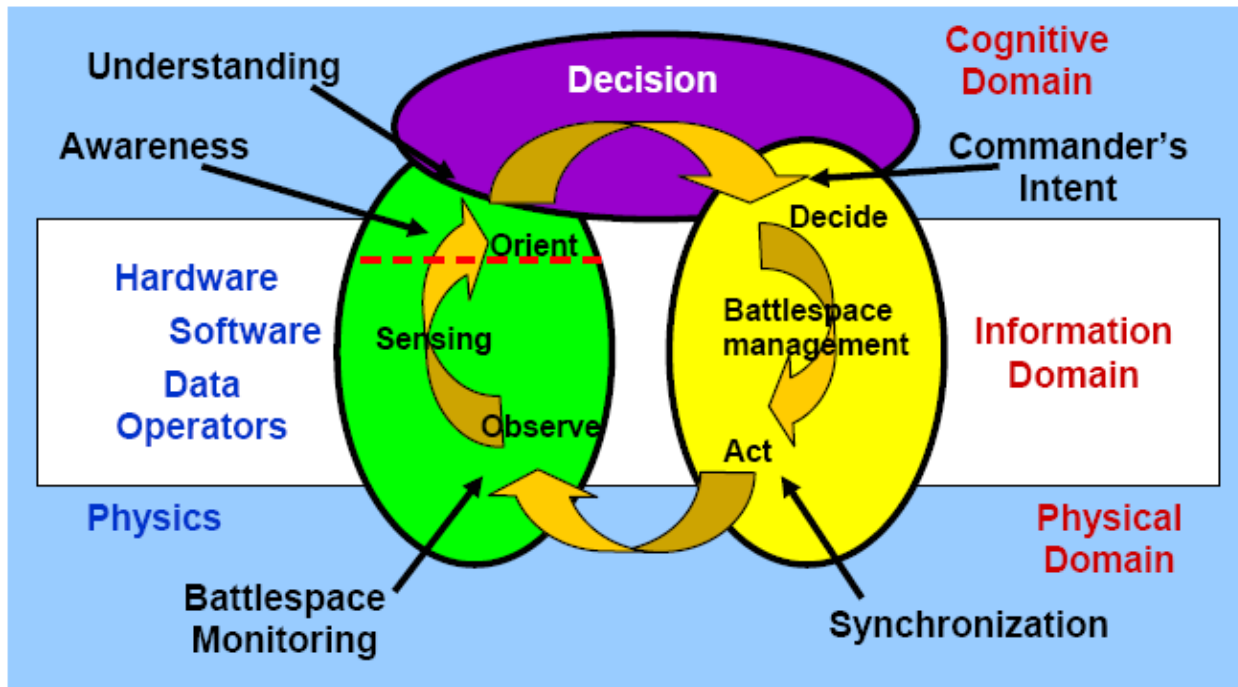 Cognitive
Domain
Understanding
Decision
Awareness
Commander's
Intent
Decide
Orient
Hardware
Software
Data
Operators
Sensing
Battlespace
management
Information
Domain
Observe
Act
Physics
Physical
Domain
Battlespace
Monitoring
Synchronization